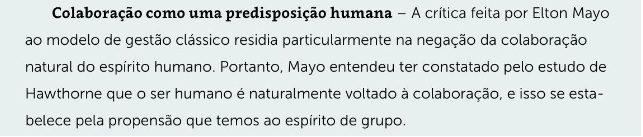 Colaboração como uma predisposição humana – A crítica feita por Elton Mayo
ao modelo de gestão clássico residia particularmente na negação da colaboração
natural do espírito humano. Portanto, Mayo entendeu ter constatado pelo estudo de
Hawthorne que o ser humano é naturalmente voltado à colaboração, e isso se esta-
belece pela propensão que temos ao espírito de grupo.